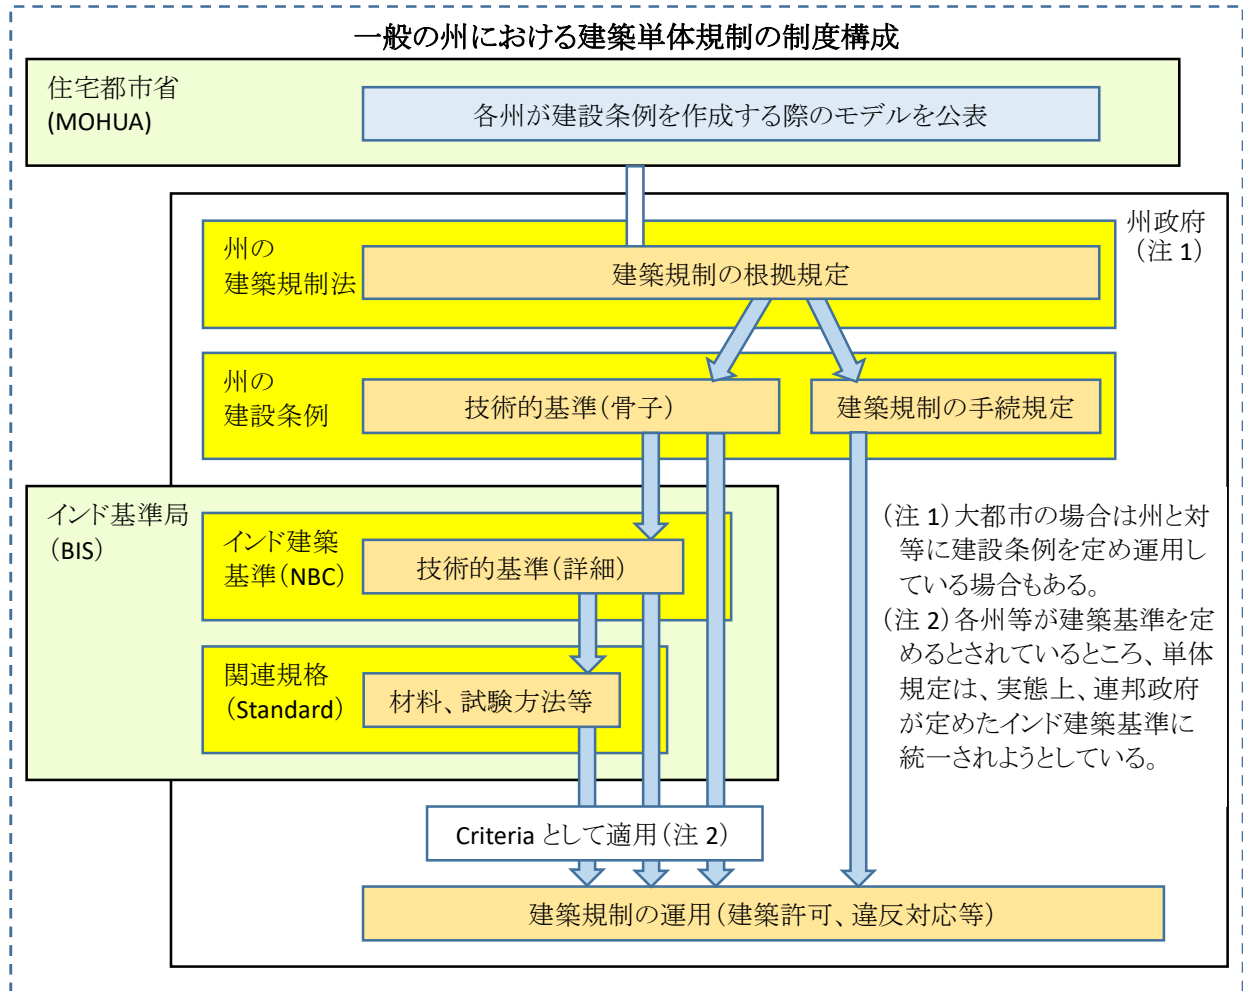 一般の州における建築単体規制の制度構成
住宅都市省
(MOHUA)
各州が建設条例を作成する際のモデルを公表
州政府
（注 1）
州の
建築規制法
建築規制の根拠規定
州の
建設条例
技術的基準（骨子）
建築規制の手続規定
インド基準局
（BIS）
インド建築
基準（NBC）
技術的基準（詳細）
関連規格
（Standard）
材料、試験方法等
（注 1）大都市の場合は州と対
等に建設条例を定め運用し
ている場合もある。
（注 2）各州等が建築基準を定
めるとされているところ、単体
規定は、実態上、連邦政府
が定めたインド建築基準に
統一されようとしている。
Criteria として適用（注 2）
建築規制の運用（建築許可、違反対応等）